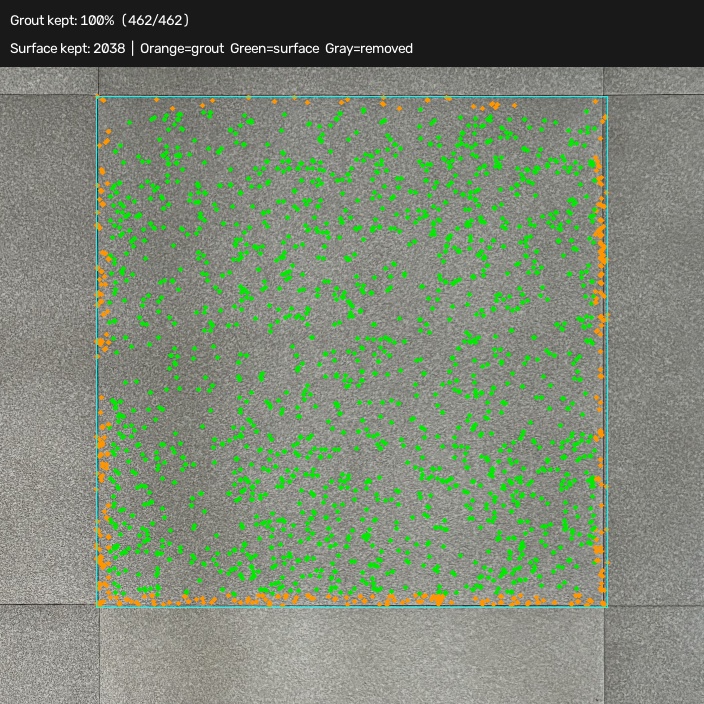 Grout kept: 100%  (462/462)
Surface kept: 2038 | Orange=grout  Green=surface  Gray=removed